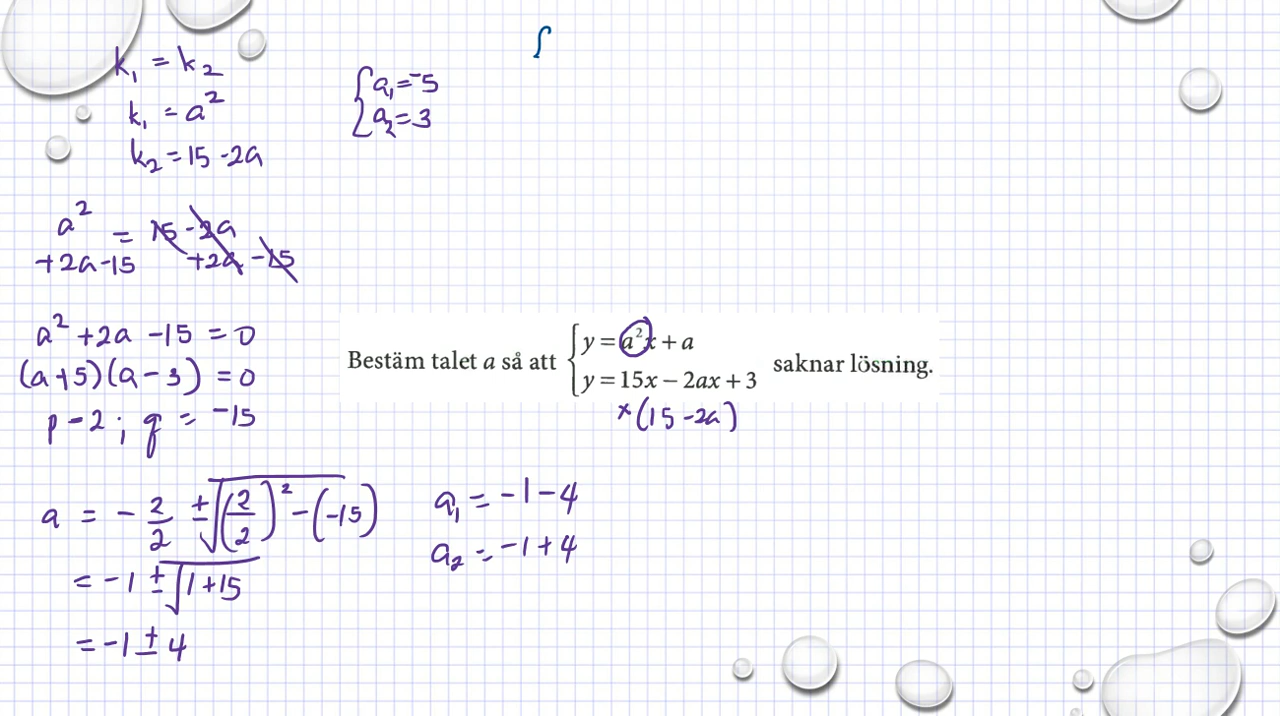 k₁ = k₂
k₁ = a²
k₂ = 15 - 2a
{ a₁ = -5
a₂ = 3
a² = 15 - 2a
+2a - 15 +2a - 15
a² + 2a - 15 = 0
(a + 5)(a - 3) = 0
p - 2 ; q = -15
Bestäm talet a så att { y = a²x + a
y = 15x − 2ax + 3 saknar lösning.
x(15 - 2a)
a = - 2/2 ± √((2/2)² - (-15))
= -1 ± √(1 + 15)
= -1 ± 4
a₁ = -1 - 4
a₂ = -1 + 4